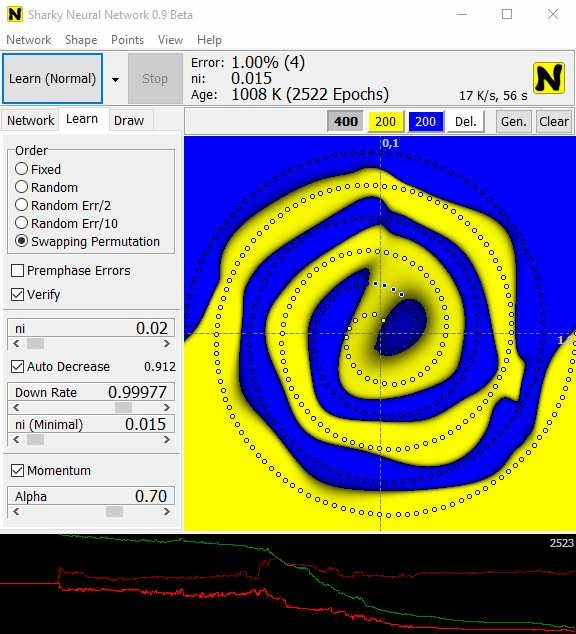 Sharky Neural Network 0.9 Beta
Network Shape Points View Help
Learn (Normal) Stop
Error: 1.00% (4)
ni: 0.015
Age: 1008 K (2522 Epochs)
N
17 K/s, 56 s
Network Learn Draw
400 200 200 Del. Gen. Clear
Order
Fixed
Random
Random Err/2
Random Err/10
Swapping Permutation
Premphase Errors
Verify
ni 0.02
Auto Decrease 0.912
Down Rate 0.99977
ni (Minimal) 0.015
Momentum
Alpha 0.70
0,1
1
2523